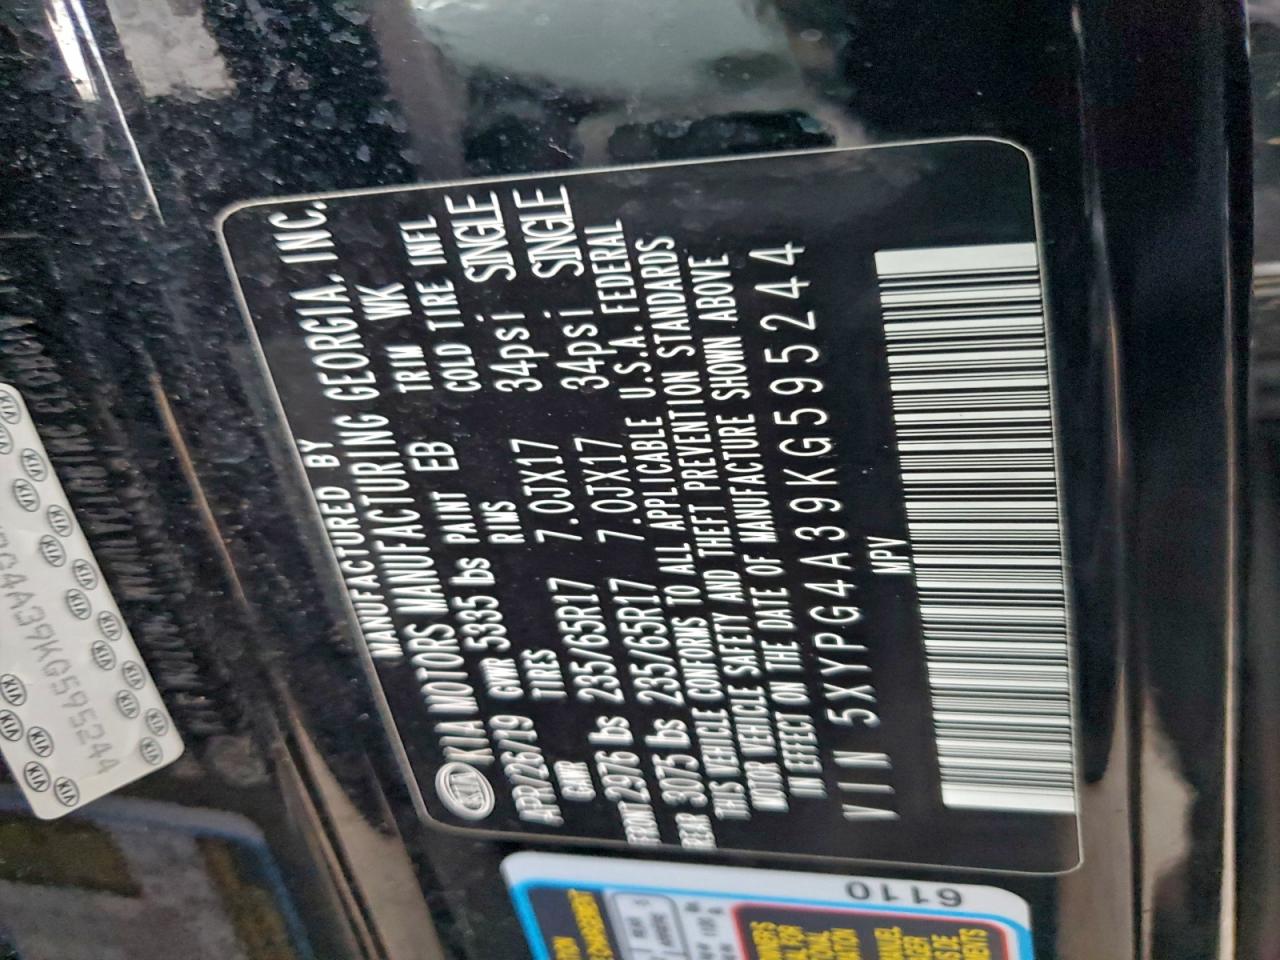 MANUFACTURED BY
KIA MOTORS MANUFACTURING GEORGIA, INC.
APR/26/19 GVWR 5335 lbs PAINT EB TRIM WK
GAWR TIRES RIMS COLD TIRE INFL
FRONT 2976 lbs 235/65R17 7.0JX17 34psi SINGLE
REAR 3075 lbs 235/65R17 7.0JX17 34psi SINGLE
THIS VEHICLE CONFORMS TO ALL APPLICABLE U.S.A. FEDERAL
MOTOR VEHICLE SAFETY AND THEFT PREVENTION STANDARDS
IN EFFECT ON THE DATE OF MANUFACTURE SHOWN ABOVE
VIN 5XYPG4A39KG595244
MPV
6110
G4A39KG595244
KIA